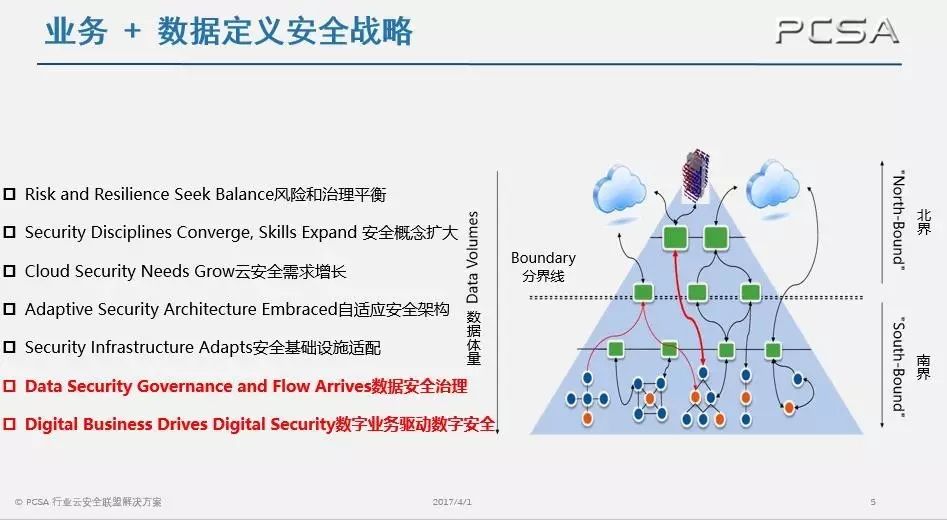 业务 + 数据定义安全战略
PCSA
Risk and Resilience Seek Balance风险和治理平衡
Security Disciplines Converge, Skills Expand 安全概念扩大
Cloud Security Needs Grow云安全需求增长
Adaptive Security Architecture Embraced自适应安全架构
Security Infrastructure Adapts安全基础设施适配
Data Security Governance and Flow Arrives数据安全治理
Digital Business Drives Digital Security数字业务驱动数字安全
Data Volumes 数据体量
Boundary
分界线
"North-Bound"
北界
"South-Bound"
南界
© PCSA 行业云安全联盟解决方案
2017/4/1
5